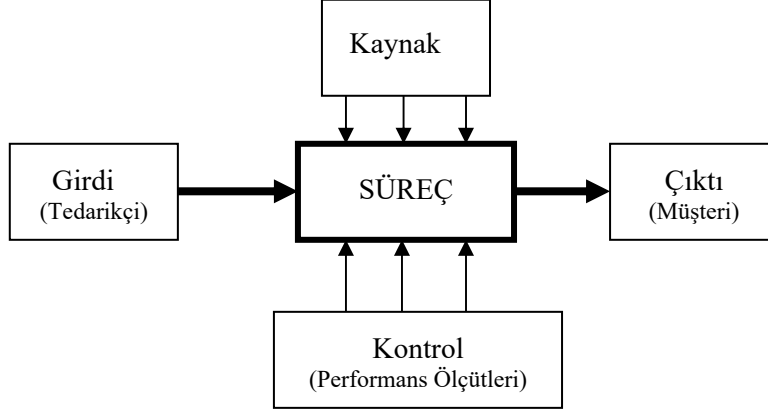 Kaynak
Girdi
(Tedarikçi)
SÜREÇ
Çıktı
(Müşteri)
Kontrol
(Performans Ölçütleri)